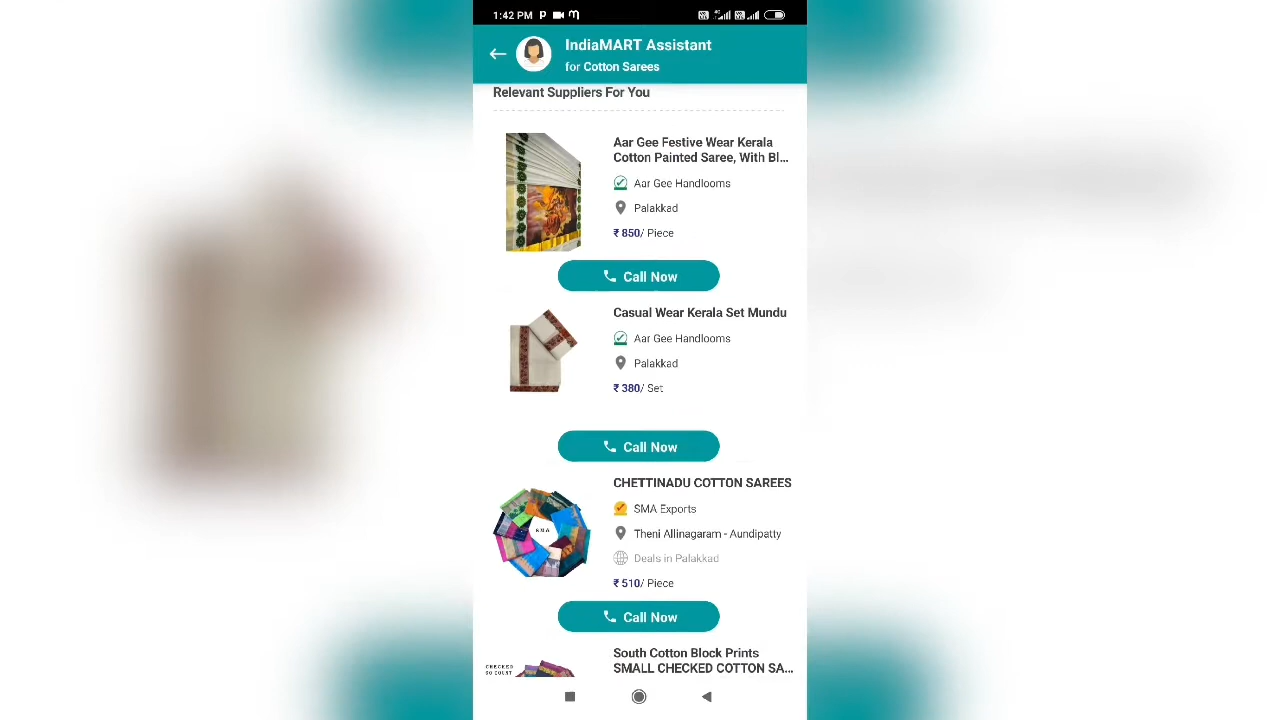 1:42 PM
IndiaMART Assistant
for Cotton Sarees
Relevant Suppliers For You
Aar Gee Festive Wear Kerala
Cotton Painted Saree, With Bl...
Aar Gee Handlooms
Palakkad
₹ 850/ Piece
Call Now
Casual Wear Kerala Set Mundu
Aar Gee Handlooms
Palakkad
₹ 380/ Set
Call Now
CHETTINADU COTTON SAREES
SMA
SMA Exports
Theni Allinagaram - Aundipatty
Deals in Palakkad
₹ 510/ Piece
Call Now
South Cotton Block Prints
SMALL CHECKED COTTON SA...
CHECKED
COUNT